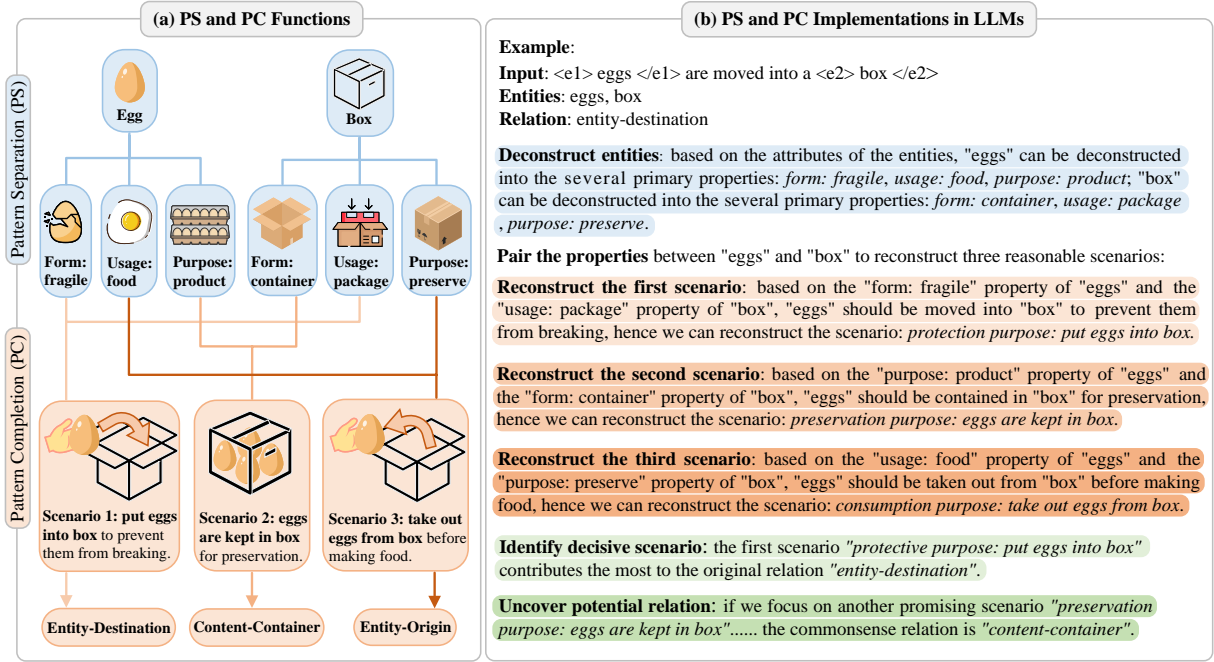 (a) PS and PC Functions
Pattern Separation (PS)
Egg
Box
Form:
fragile
Usage:
food
Purpose:
product
Form:
container
Usage:
package
Purpose:
preserve
Pattern Completion (PC)
Scenario 1: put eggs
into box to prevent
them from breaking.
Scenario 2: eggs
are kept in box
for preservation.
Scenario 3: take out
eggs from box before
making food.
Entity-Destination
Content-Container
Entity-Origin
(b) PS and PC Implementations in LLMs
Example:
Input: <e1> eggs </e1> are moved into a <e2> box </e2>
Entities: eggs, box
Relation: entity-destination
Deconstruct entities: based on the attributes of the entities, "eggs" can be deconstructed
into the several primary properties: form: fragile, usage: food, purpose: product; "box"
can be deconstructed into the several primary properties: form: container, usage: package
, purpose: preserve.
Pair the properties between "eggs" and "box" to reconstruct three reasonable scenarios:
Reconstruct the first scenario: based on the "form: fragile" property of "eggs" and the
"usage: package" property of "box", "eggs" should be moved into "box" to prevent them
from breaking, hence we can reconstruct the scenario: protection purpose: put eggs into box.
Reconstruct the second scenario: based on the "purpose: product" property of "eggs" and
the "form: container" property of "box", "eggs" should be contained in "box" for preservation,
hence we can reconstruct the scenario: preservation purpose: eggs are kept in box.
Reconstruct the third scenario: based on the "usage: food" property of "eggs" and the
"purpose: preserve" property of "box", "eggs" should be taken out from "box" before making
food, hence we can reconstruct the scenario: consumption purpose: take out eggs from box.
Identify decisive scenario: the first scenario "protective purpose: put eggs into box"
contributes the most to the original relation "entity-destination".
Uncover potential relation: if we focus on another promising scenario "preservation
purpose: eggs are kept in box"...... the commonsense relation is "content-container".